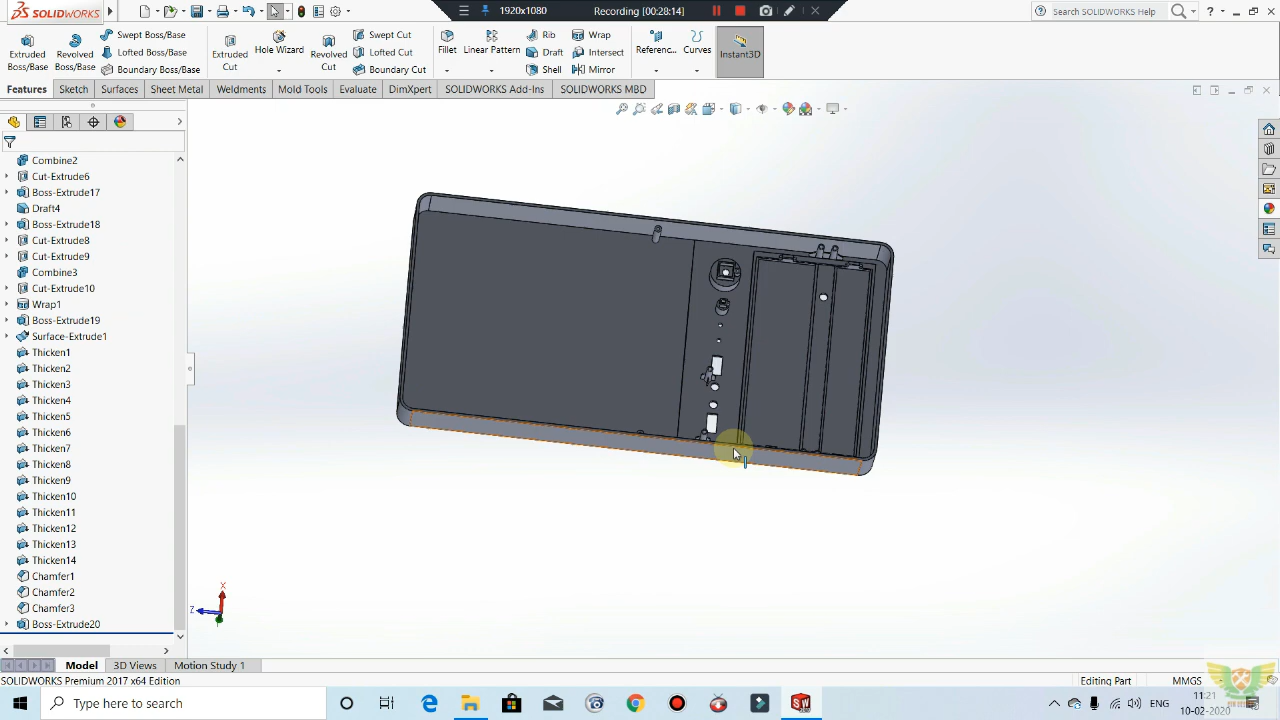 SOLIDWORKS
1920x1080 Recording [00:28:14]
Search SOLIDWORKS Help
Extruded Boss/Base
Revolved Boss/Base
Swept Boss/Base
Lofted Boss/Base
Boundary Boss/Base
Extruded Cut
Hole Wizard
Revolved Cut
Swept Cut
Lofted Cut
Boundary Cut
Fillet
Linear Pattern
Rib
Draft
Shell
Wrap
Intersect
Mirror
Referenc...
Curves
Instant3D
Features Sketch Surfaces Sheet Metal Weldments Mold Tools Evaluate DimXpert SOLIDWORKS Add-Ins SOLIDWORKS MBD
Combine2
Cut-Extrude6
Boss-Extrude17
Draft4
Boss-Extrude18
Cut-Extrude8
Cut-Extrude9
Combine3
Cut-Extrude10
Wrap1
Boss-Extrude19
Surface-Extrude1
Thicken1
Thicken2
Thicken3
Thicken4
Thicken5
Thicken6
Thicken7
Thicken8
Thicken9
Thicken10
Thicken11
Thicken12
Thicken13
Thicken14
Chamfer1
Chamfer2
Chamfer3
Boss-Extrude20
X
Z
Model 3D Views Motion Study 1
SOLIDWORKS Premium 2017 x64 Edition
Editing Part MMGS
Type here to search
ENG
11:21
10-02-2020